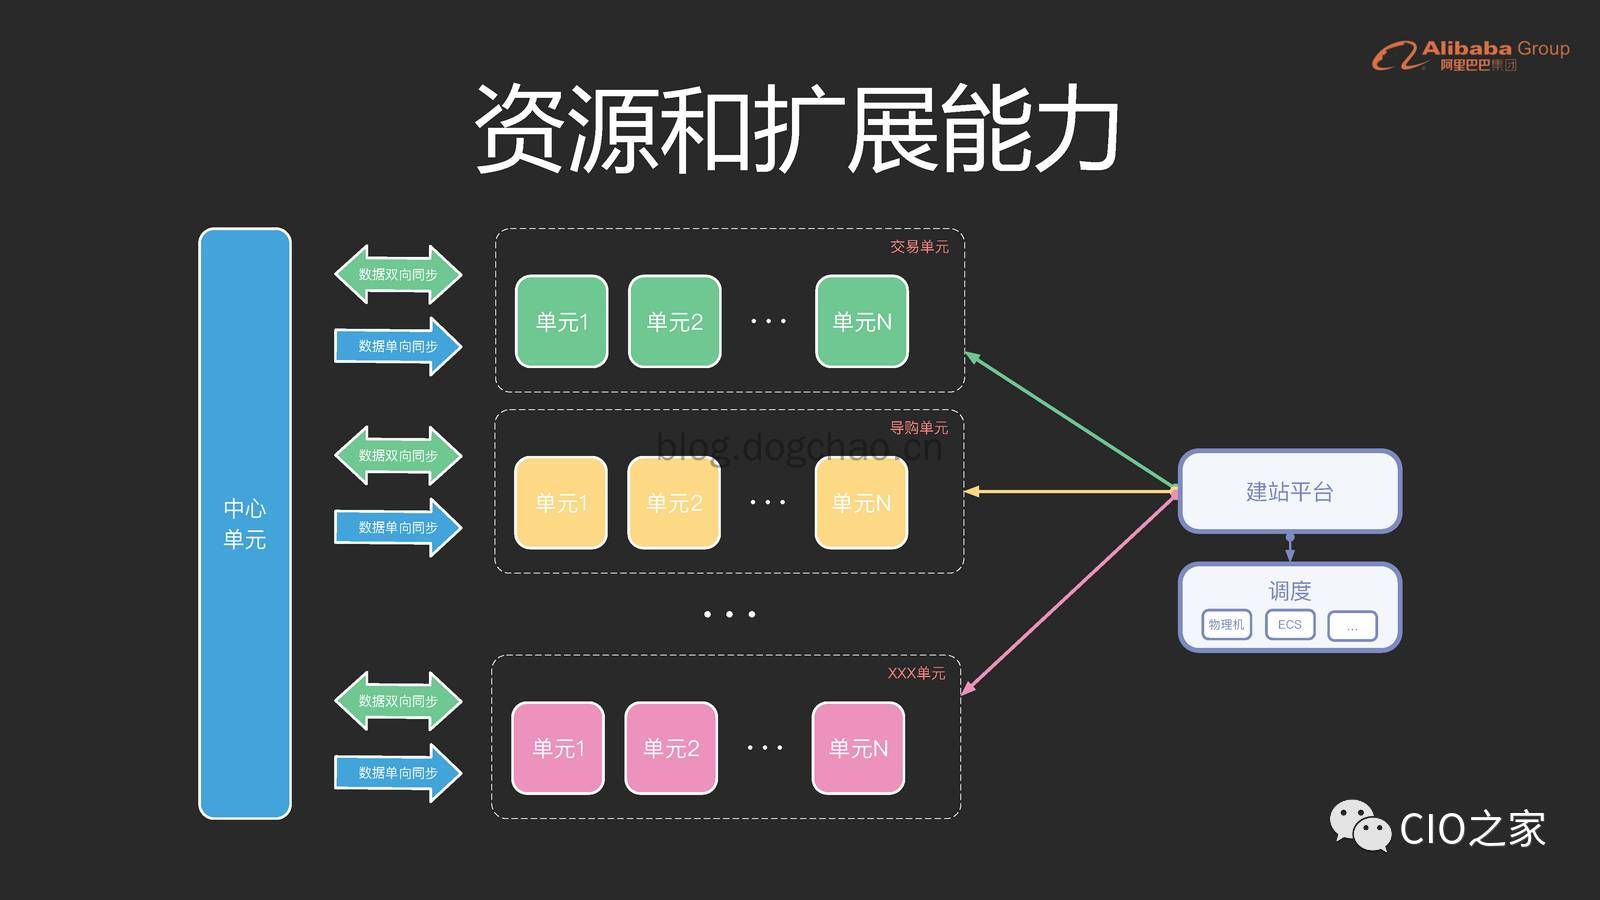 Alibaba Group
阿里巴巴集团
资源和扩展能力
中心
单元
数据双向同步
数据单向同步
交易单元
单元1
单元2
...
单元N
数据双向同步
数据单向同步
导购单元
blog.dogchao.cn
单元1
单元2
...
单元N
...
数据双向同步
数据单向同步
XXX单元
单元1
单元2
...
单元N
建站平台
调度
物理机
ECS
...
CIO之家